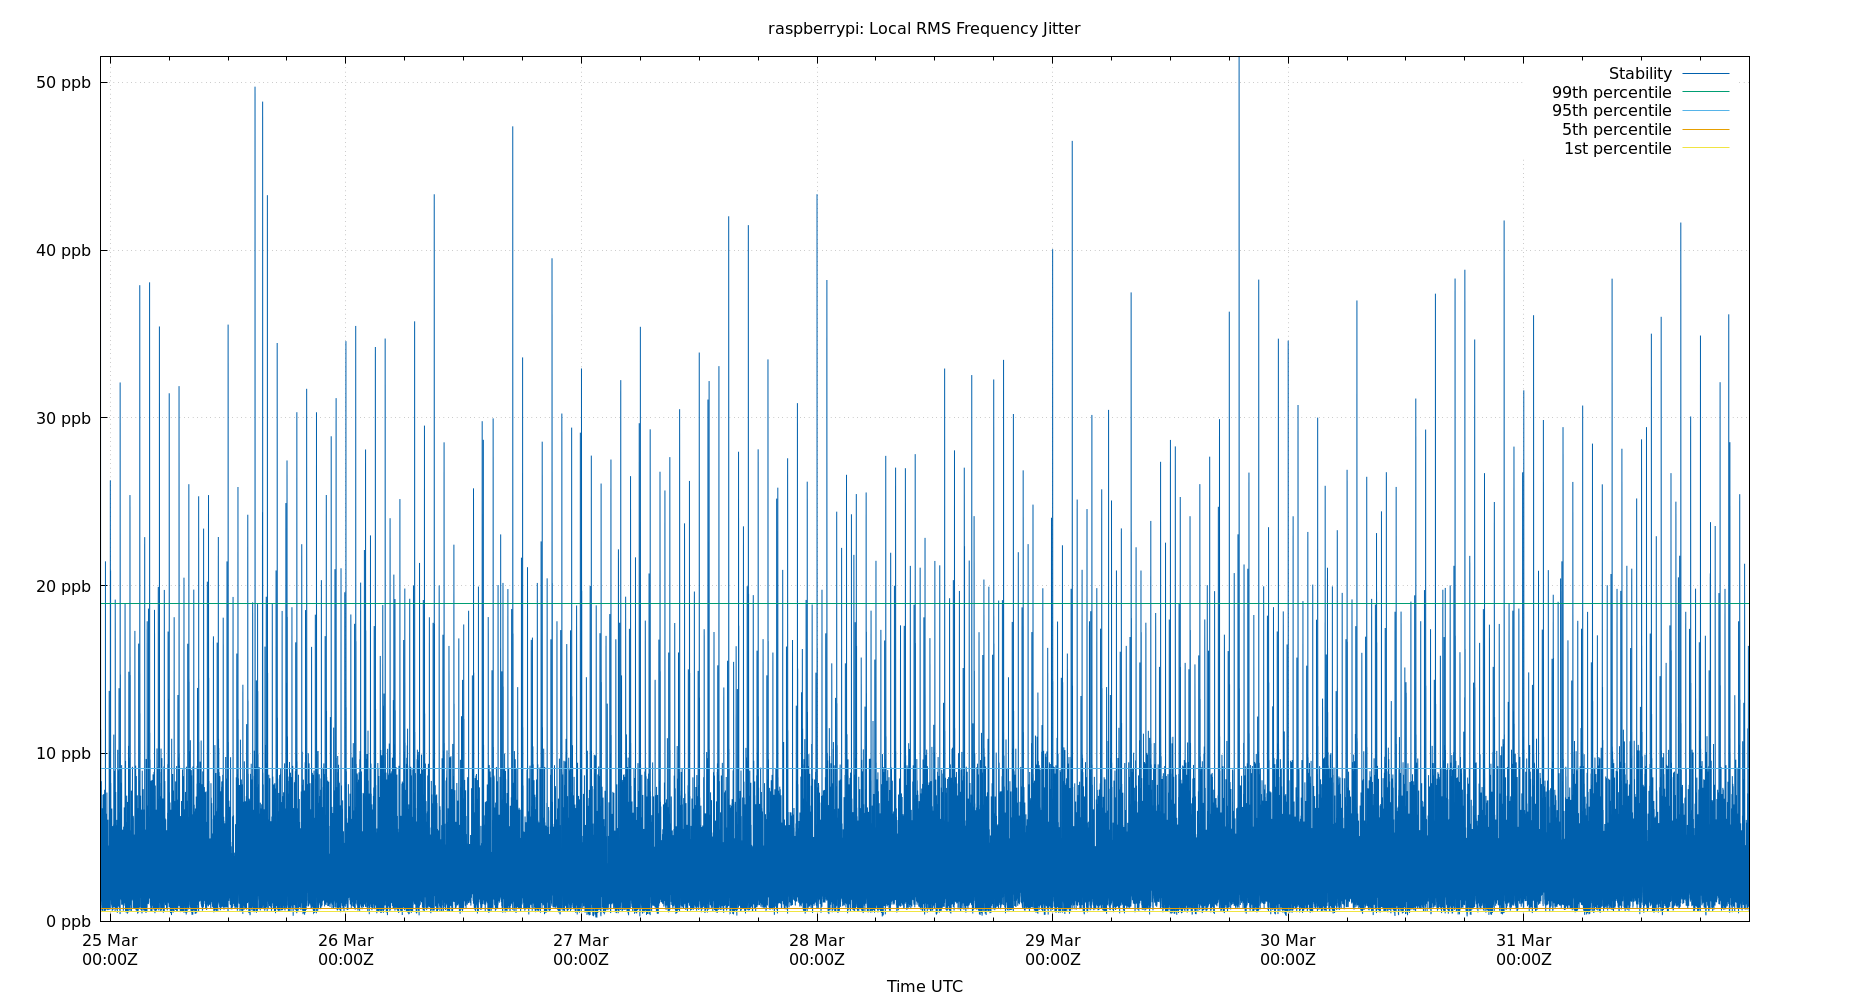 raspberrypi: Local RMS Frequency Jitter
Stability
99th percentile
95th percentile
5th percentile
1st percentile
50 ppb
40 ppb
30 ppb
20 ppb
10 ppb
0 ppb
25 Mar 26 Mar 27 Mar 28 Mar 29 Mar 30 Mar 31 Mar
00:00Z 00:00Z 00:00Z 00:00Z 00:00Z 00:00Z 00:00Z
Time UTC